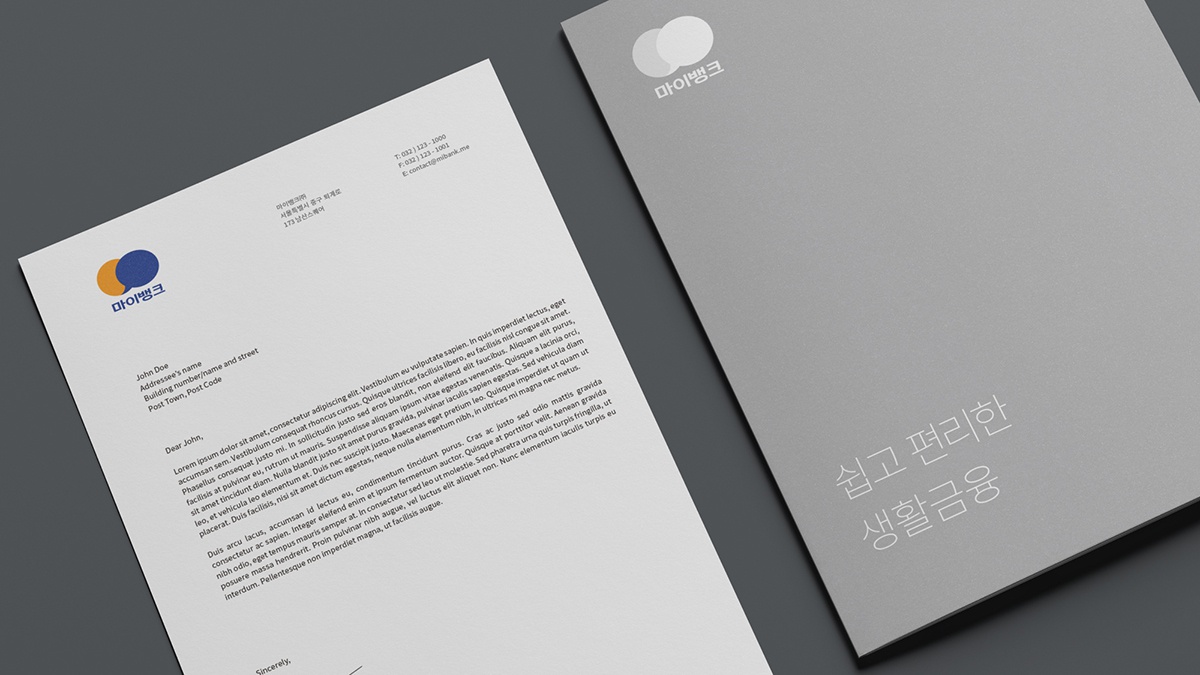 T: 032 ) 123 - 1000
F: 032 ) 123 - 1001
E: contact@mibank.me
마이뱅크㈜
서울특별시 중구 퇴계로
173 남산스퀘어
마이뱅크
John Doe
Addressee's name
Building number/name and street
Post Town, Post Code
Dear John,
Lorem ipsum dolor sit amet, consectetur adipiscing elit. Vestibulum eu vulputate sapien. In quis imperdiet lectus, eget
accumsan sem. Vestibulum consequat rhoncus cursus. Quisque ultrices facilisis libero, eu facilisis nisl congue sit amet.
Phasellus consequat justo mi. In sollicitudin justo sed eros blandit, non eleifend elit faucibus. Aliquam elit purus,
facilisis at pulvinar eu, rutrum ut mauris. Suspendisse aliquam ipsum vitae egestas venenatis. Quisque a lacinia orci,
sit amet tincidunt diam. Nulla blandit justo sit amet purus gravida, pulvinar iaculis sapien egestas. Sed vehicula diam
leo, et vehicula leo elementum et. Duis nec suscipit justo. Maecenas eget pretium leo. Quisque imperdiet ut quam ut
placerat. Duis facilisis, nisi sit amet dictum egestas, neque nulla elementum nibh, in ultrices mi magna nec metus.
Duis arcu lacus, accumsan id lectus eu, condimentum tincidunt purus. Cras ac justo sed odio mattis gravida
consectetur ac sapien. Integer eleifend enim et ipsum fermentum auctor. Quisque at porttitor velit. Aenean gravida
nibh odio, eget tempus mauris semper at. In consectetur sed leo ut molestie. Sed pharetra urna quis turpis fringilla, ut
posuere massa hendrerit. Proin pulvinar nibh augue, vel luctus elit aliquet non. Nunc elementum iaculis turpis eu
interdum. Pellentesque non imperdiet magna, ut facilisis augue.
Sincerely,
마이뱅크
쉽고 편리한
생활금융